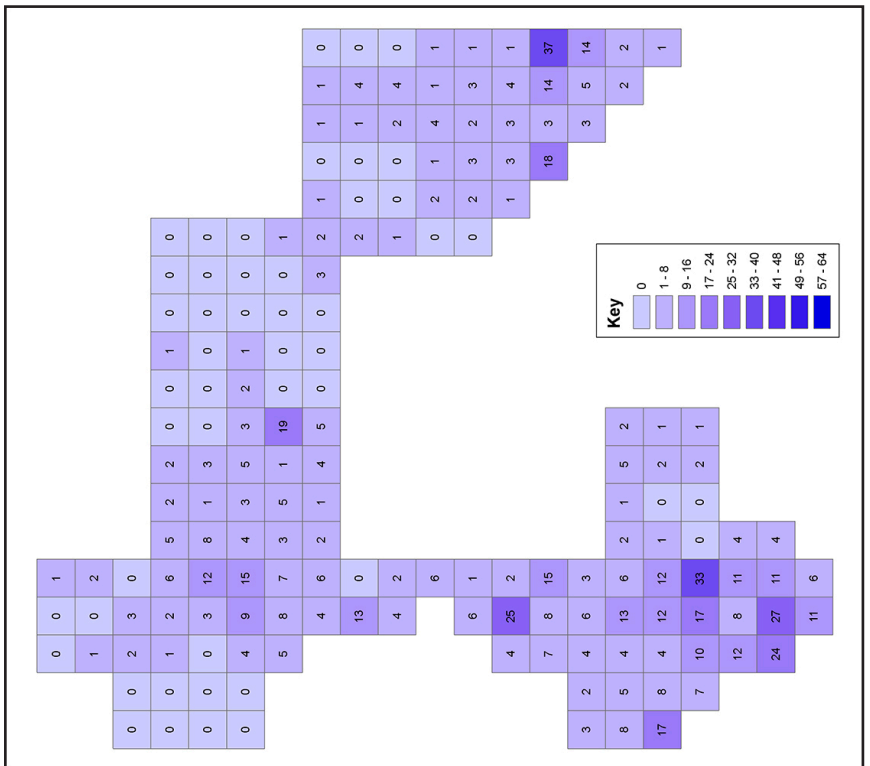 0 0 1
1 0 2
0 0 2 3 0
0 0 1 2 6 5 2 2 0 0 1 0 0 0
0 0 0 3 12 8 1 3 0 0 0 0 0 0
0 0 4 9 15 4 3 5 3 2 1 0 0 0
5 8 7 3 5 1 19 0 0 0 0 1
4 6 2 1 4 5 0 0 0 3 2 1 0 1 1 0
13 0 2 0 0 1 4 0
4 2 1 0 0 2 4 0
6 0 2 1 4 1 1
6 1 0 2 3 2 3 1
4 25 2 1 3 3 4 1
7 8 15 18 3 14 37
3 2 4 6 3 3 5 14
8 5 4 13 6 2 1 5 2 2 2
17 8 4 12 12 1 0 2 1 1
7 10 17 33 0 0 2 1
12 8 11 4
24 27 11 4
11 6
Key
0
1 - 8
9 - 16
17 - 24
25 - 32
33 - 40
41 - 48
49 - 56
57 - 64